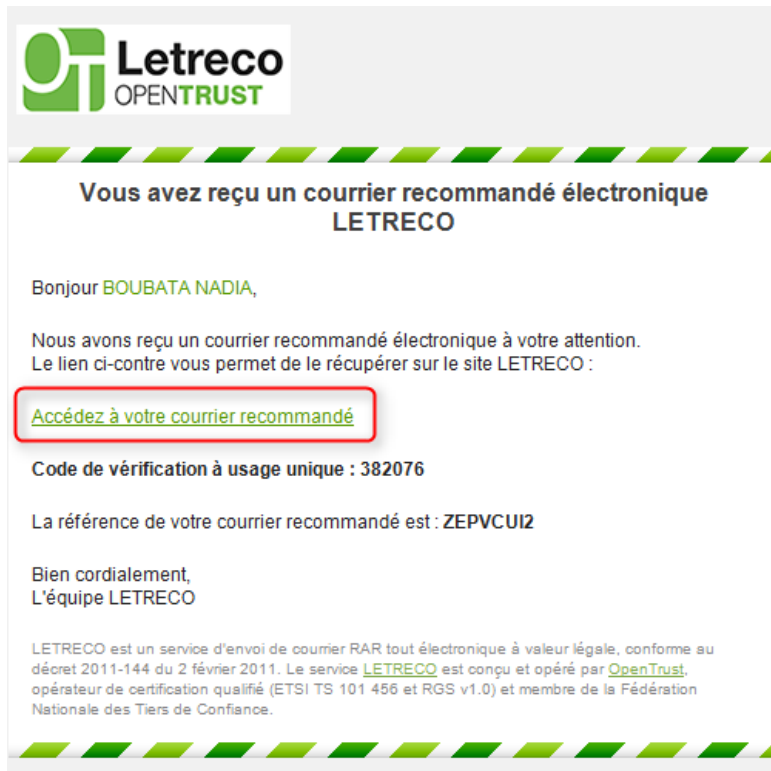 OT Letreco
OPENTRUST
Vous avez reçu un courrier recommandé électronique
LETRECO
Bonjour BOUBATA NADIA,
Nous avons reçu un courrier recommandé électronique à votre attention.
Le lien ci-contre vous permet de le récupérer sur le site LETRECO :
Accédez à votre courrier recommandé
Code de vérification à usage unique : 382076
La référence de votre courrier recommandé est : ZEPVCUI2
Bien cordialement,
L'équipe LETRECO
LETRECO est un service d'envoi de courrier RAR tout électronique à valeur légale, conforme au
décret 2011-144 du 2 février 2011. Le service LETRECO est conçu et opéré par OpenTrust,
opérateur de certification qualifié (ETSI TS 101 456 et RGS v1.0) et membre de la Fédération
Nationale des Tiers de Confiance.